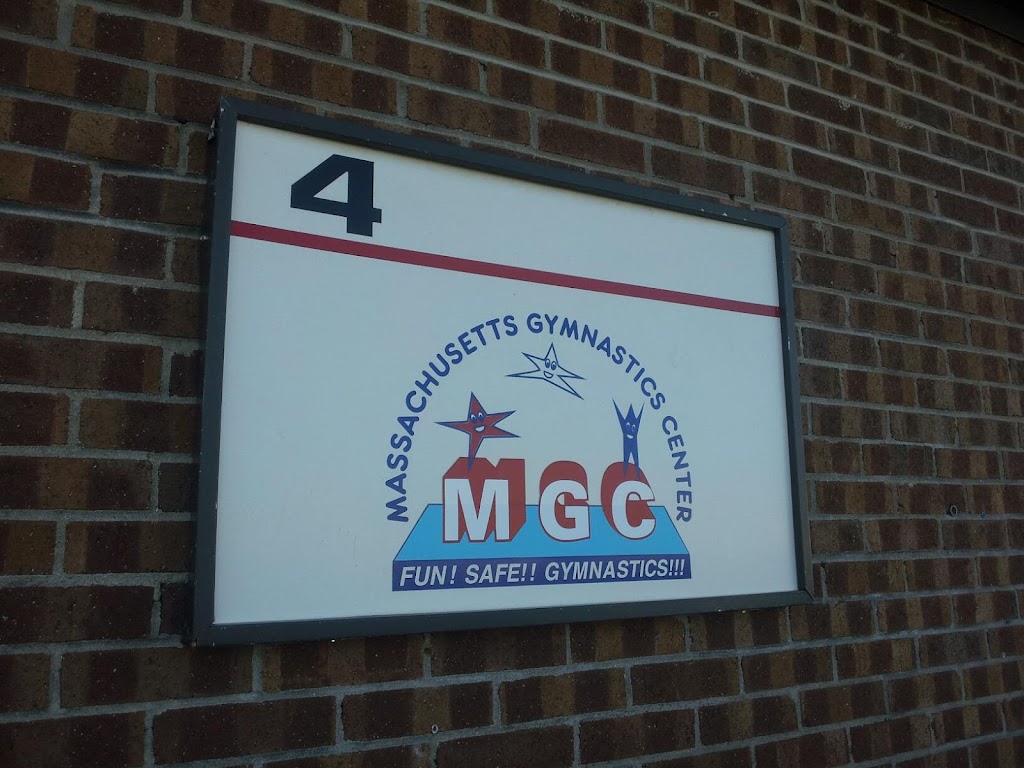 4
MASSACHUSETTS GYMNASTICS CENTER
MGC
FUN! SAFE!! GYMNASTICS!!!